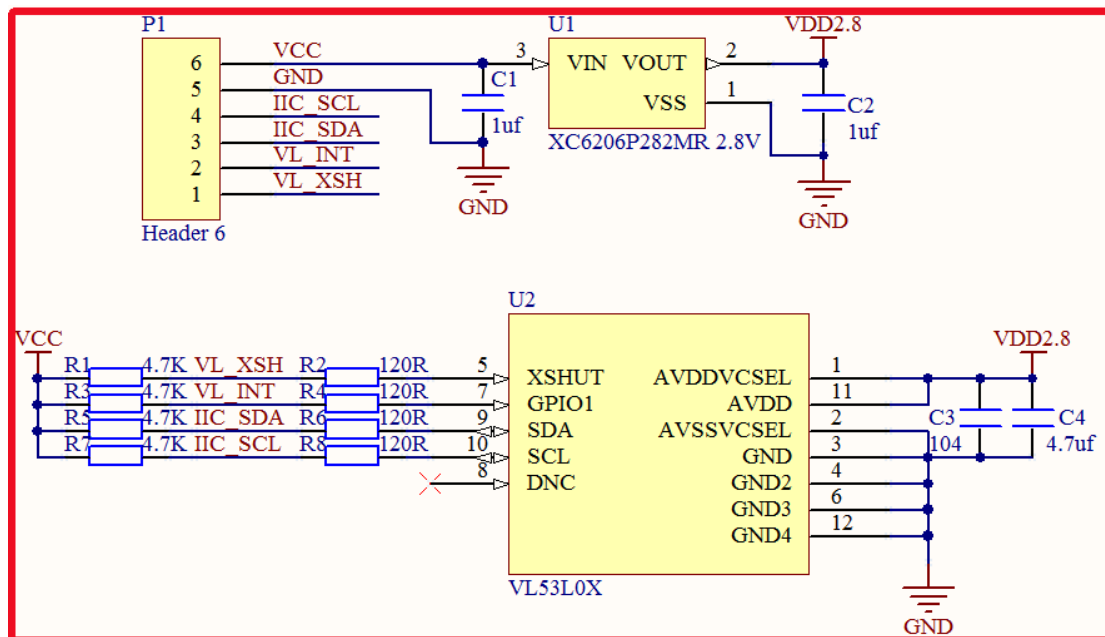 P1
6 VCC
5 GND
4 IIC_SCL
3 IIC_SDA
2 VL_INT
1 VL_XSH
Header 6
C1
1uf
GND
U1
3 VIN VOUT 2
VSS 1
XC6206P282MR 2.8V
VDD2.8
C2
1uf
GND
U2
VCC
R1 4.7K VL_XSH R2 120R 5 XSHUT AVDDVCSEL 1
R3 4.7K VL_INT R4 120R 7 GPIO1 AVDD 11
R5 4.7K IIC_SDA R6 120R 9 SDA AVSSVCSEL 2
R7 4.7K IIC_SCL R8 120R 10 SCL GND 3
8 DNC GND2 4
GND3 6
GND4 12
VL53L0X
VDD2.8
C3 C4
104 4.7uf
GND